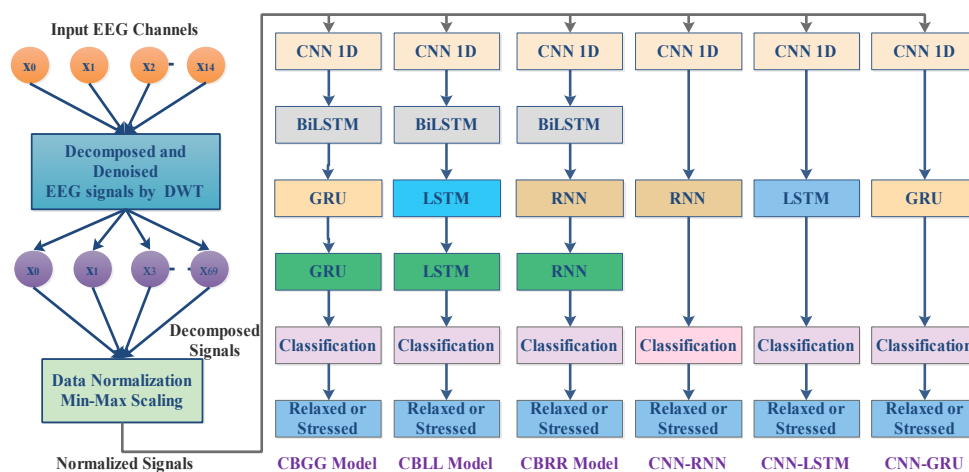 Input EEG Channels
x0 x1 x2 x14
Decomposed and
Denoised
EEG signals by DWT
x0 x1 x3 x69
Decomposed
Signals
Data Normalization
Min-Max Scaling
Normalized Signals
CNN 1D CNN 1D CNN 1D CNN 1D CNN 1D CNN 1D
BiLSTM BiLSTM BiLSTM
GRU LSTM RNN RNN LSTM GRU
GRU LSTM RNN
Classification Classification Classification Classification Classification Classification
Relaxed or Relaxed or Relaxed or Relaxed or Relaxed or Relaxed or
Stressed Stressed Stressed Stressed Stressed Stressed
CBGG Model CBLL Model CBRR Model CNN-RNN CNN-LSTM CNN-GRU